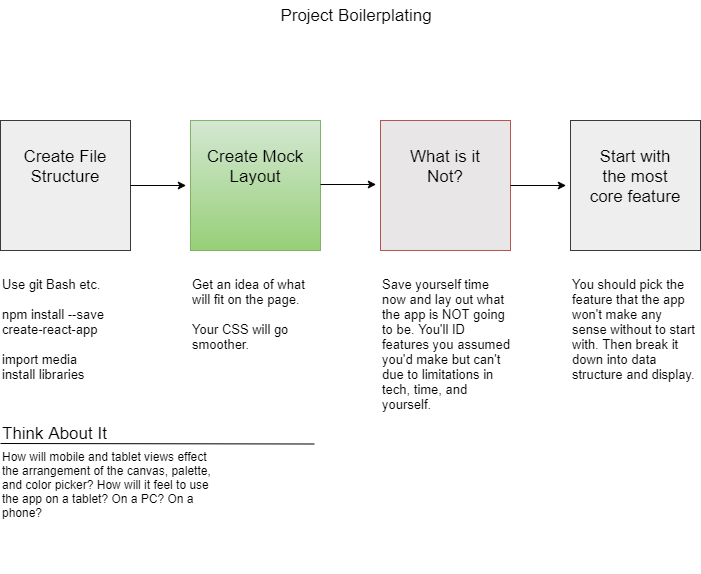 Project Boilerplating
Create File
Structure
Create Mock
Layout
What is it
Not?
Start with
the most
core feature
Use git Bash etc.
npm install --save
create-react-app
import media
install libraries
Get an idea of what
will fit on the page.
Your CSS will go
smoother.
Save yourself time
now and lay out what
the app is NOT going
to be. You'll ID
features you assumed
you'd make but can't
due to limitations in
tech, time, and
yourself.
You should pick the
feature that the app
won't make any
sense without to start
with. Then break it
down into data
structure and display.
Think About It
How will mobile and tablet views effect
the arrangement of the canvas, palette,
and color picker? How will it feel to use
the app on a tablet? On a PC? On a
phone?